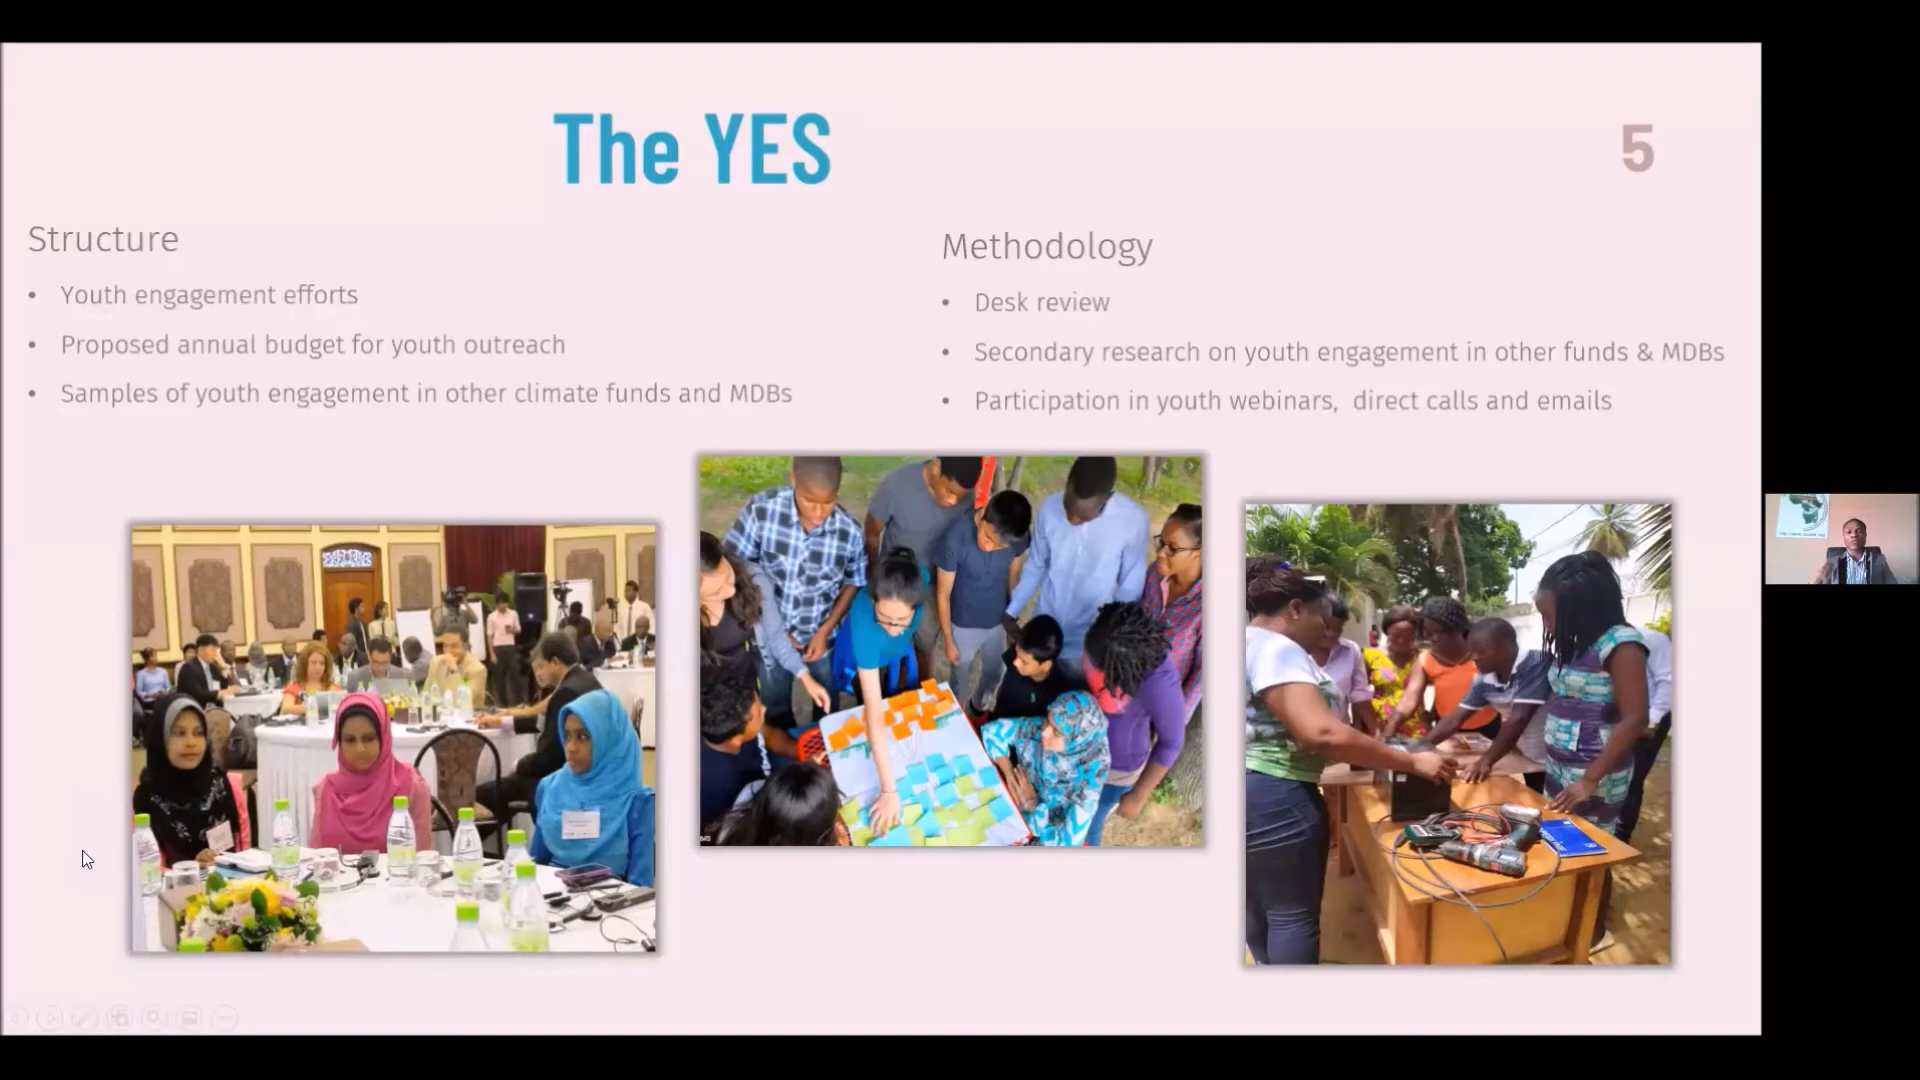 The YES
5
Structure
• Youth engagement efforts
• Proposed annual budget for youth outreach
• Samples of youth engagement in other climate funds and MDBs
Methodology
• Desk review
• Secondary research on youth engagement in other funds & MDBs
• Participation in youth webinars, direct calls and emails